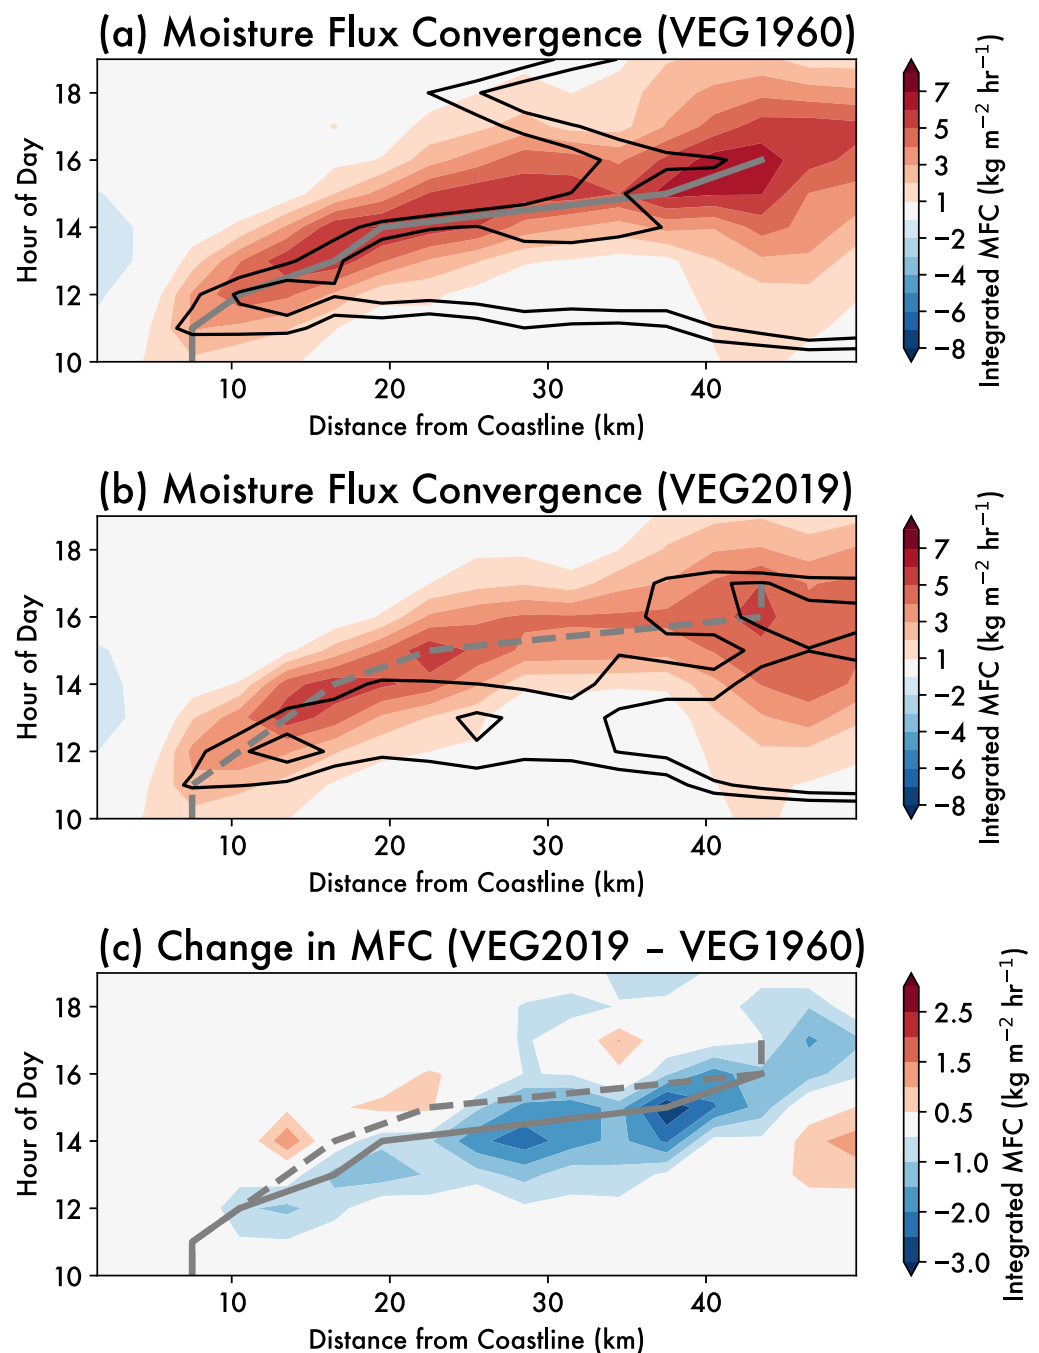 (a) Moisture Flux Convergence (VEG1960)
18
16
14
12
10
Hour of Day
10 20 30 40
Distance from Coastline (km)
7
5
3
1
−2
−4
−6
−8
Integrated MFC (kg m⁻² hr⁻¹)
(b) Moisture Flux Convergence (VEG2019)
18
16
14
12
10
Hour of Day
10 20 30 40
Distance from Coastline (km)
7
5
3
1
−2
−4
−6
−8
Integrated MFC (kg m⁻² hr⁻¹)
(c) Change in MFC (VEG2019 – VEG1960)
18
16
14
12
10
Hour of Day
10 20 30 40
Distance from Coastline (km)
2.5
1.5
0.5
−1.0
−2.0
−3.0
Integrated MFC (kg m⁻² hr⁻¹)